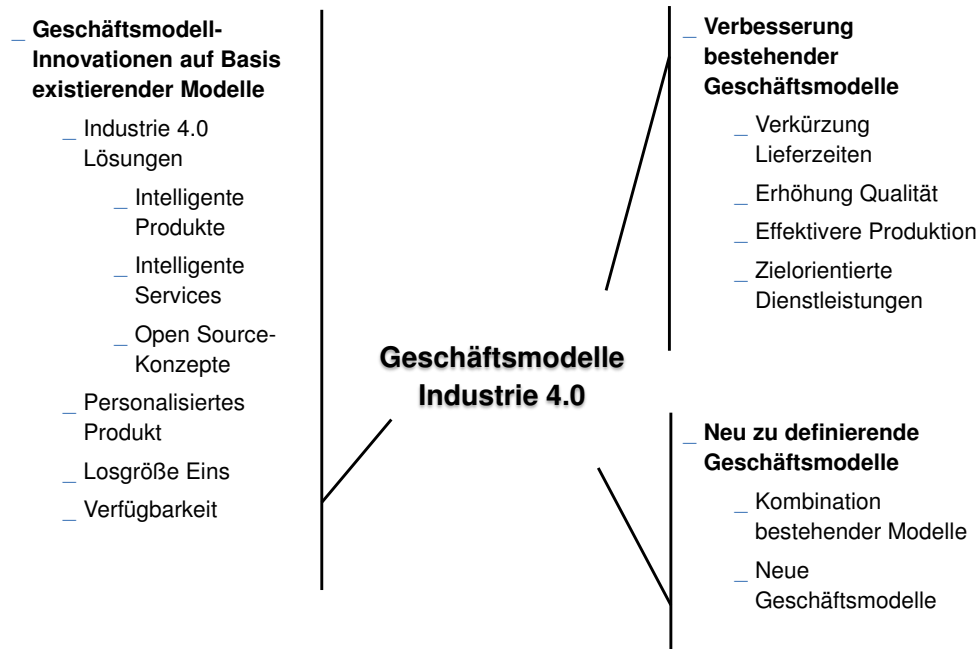 _ Geschäftsmodell-
Innovationen auf Basis
existierender Modelle
_ Industrie 4.0
Lösungen
_ Intelligente
Produkte
_ Intelligente
Services
_ Open Source-
Konzepte
_ Personalisiertes
Produkt
_ Losgröße Eins
_ Verfügbarkeit
Geschäftsmodelle
Industrie 4.0
_ Verbesserung
bestehender
Geschäftsmodelle
_ Verkürzung
Lieferzeiten
_ Erhöhung Qualität
_ Effektivere Produktion
_ Zielorientierte
Dienstleistungen
_ Neu zu definierende
Geschäftsmodelle
_ Kombination
bestehender Modelle
_ Neue
Geschäftsmodelle